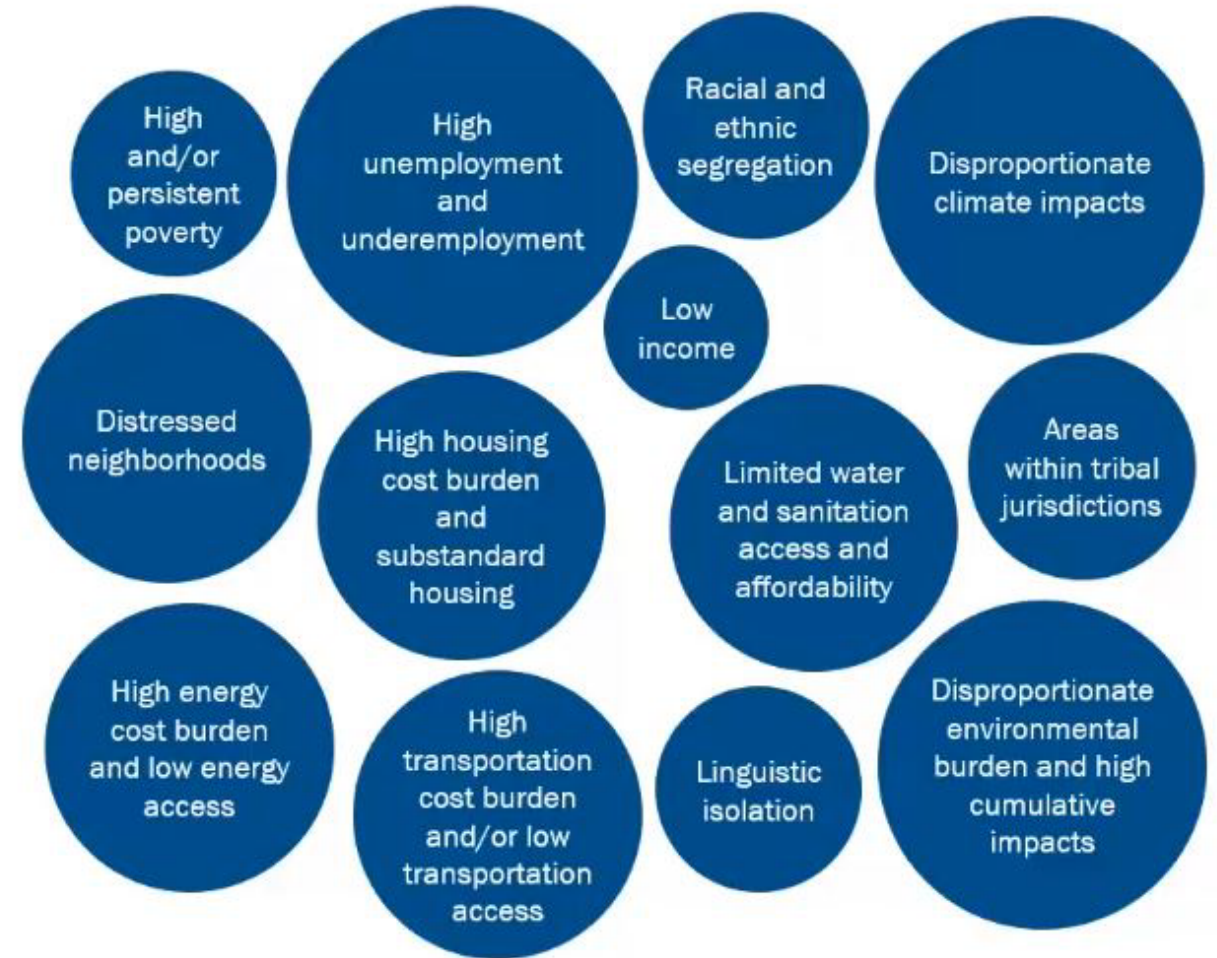 High
and/or
persistent
poverty
High
unemployment
and
underemployment
Racial and
ethnic
segregation
Disproportionate
climate impacts
Low
income
Distressed
neighborhoods
High housing
cost burden
and
substandard
housing
Limited water
and sanitation
access and
affordability
Areas
within tribal
jurisdictions
High energy
cost burden
and low energy
access
High
transportation
cost burden
and/or low
transportation
access
Linguistic
isolation
Disproportionate
environmental
burden and high
cumulative
impacts